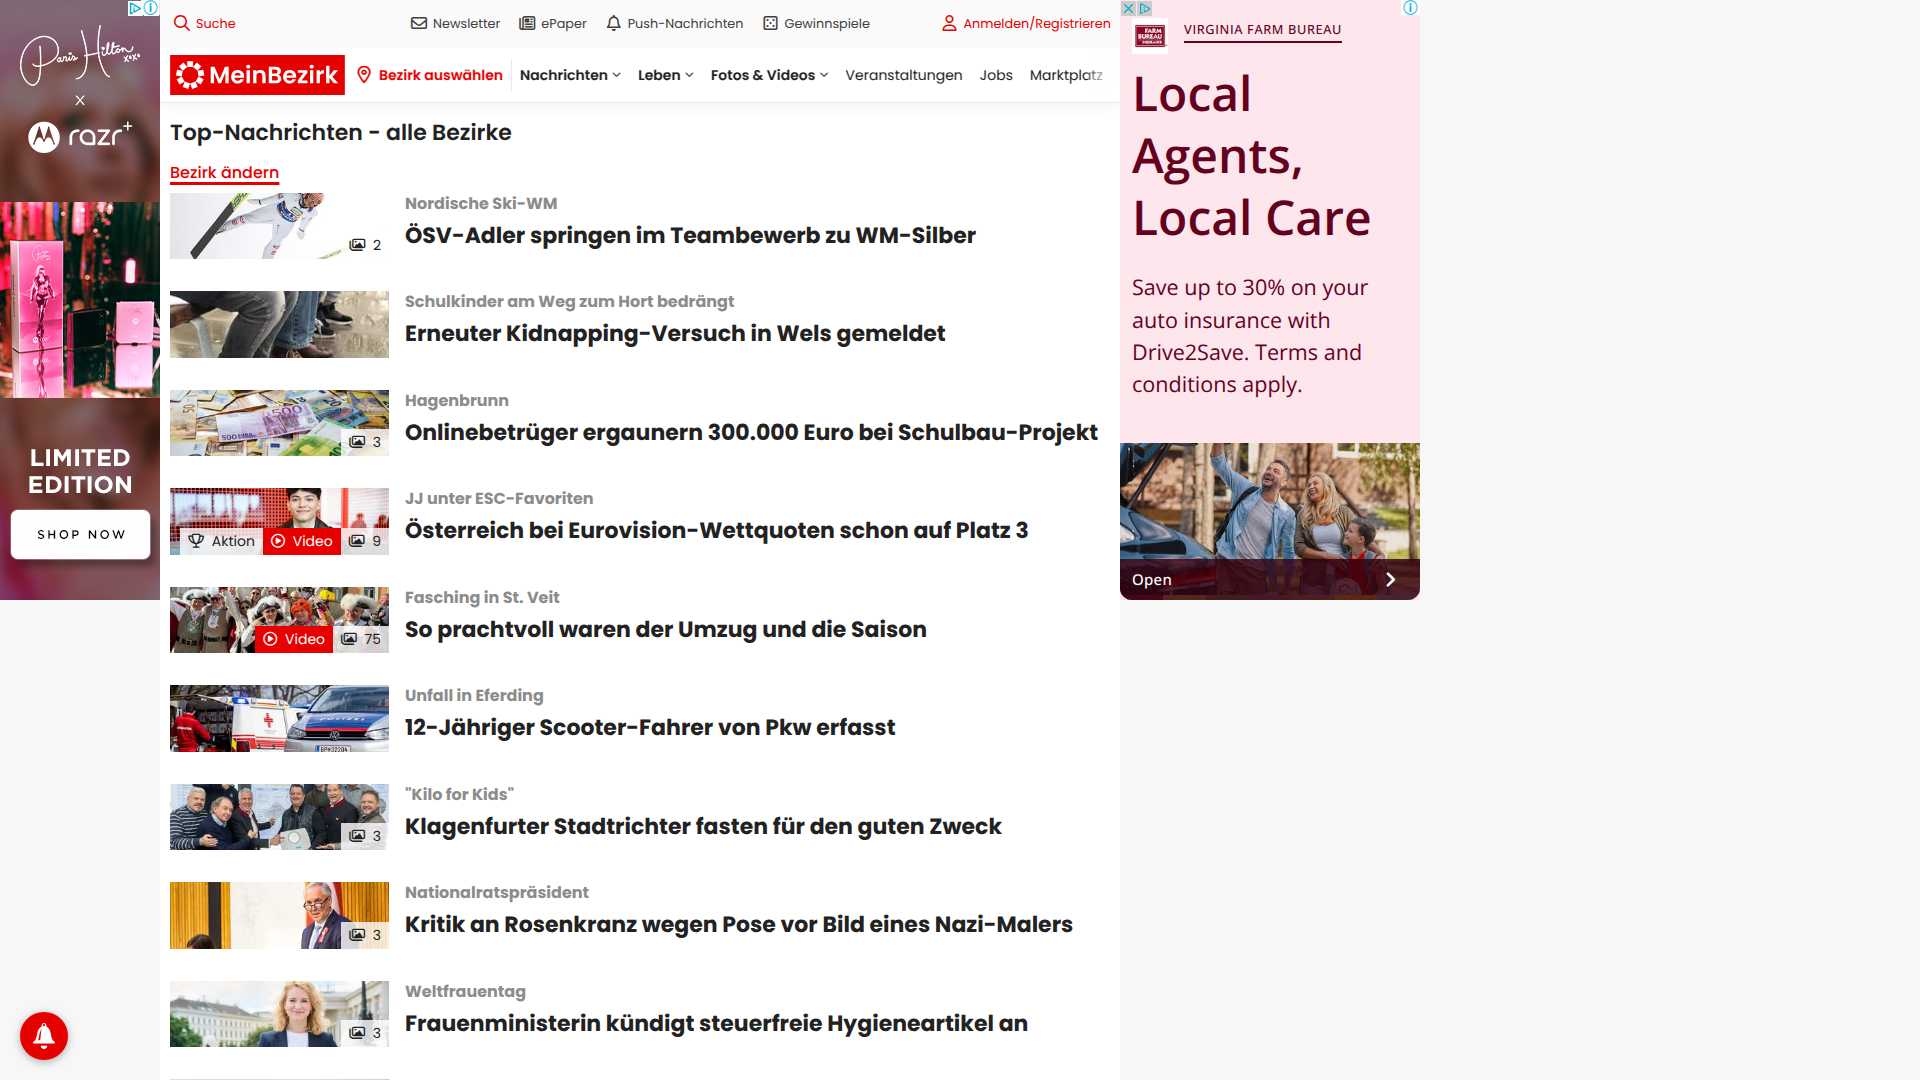 Suche
Newsletter
ePaper
Push-Nachrichten
Gewinnspiele
Anmelden/Registrieren
MeinBezirk
Bezirk auswählen
Nachrichten
Leben
Fotos & Videos
Veranstaltungen
Jobs
Marktplatz
Top-Nachrichten - alle Bezirke
Bezirk ändern
2
Nordische Ski-WM
ÖSV-Adler springen im Teambewerb zu WM-Silber
Schulkinder am Weg zum Hort bedrängt
Erneuter Kidnapping-Versuch in Wels gemeldet
3
Hagenbrunn
Onlinebetrüger ergaunern 300.000 Euro bei Schulbau-Projekt
Aktion
Video
9
JJ unter ESC-Favoriten
Österreich bei Eurovision-Wettquoten schon auf Platz 3
Video
75
Fasching in St. Veit
So prachtvoll waren der Umzug und die Saison
Unfall in Eferding
12-Jähriger Scooter-Fahrer von Pkw erfasst
3
"Kilo for Kids"
Klagenfurter Stadtrichter fasten für den guten Zweck
3
Nationalratspräsident
Kritik an Rosenkranz wegen Pose vor Bild eines Nazi-Malers
3
Weltfrauentag
Frauenministerin kündigt steuerfreie Hygieneartikel an
Paris Hilton
xoxo
X
razr+
LIMITED
EDITION
SHOP NOW
FARM
BUREAU
VIRGINIA FARM BUREAU
Local
Agents,
Local Care
Save up to 30% on your
auto insurance with
Drive2Save. Terms and
conditions apply.
Open